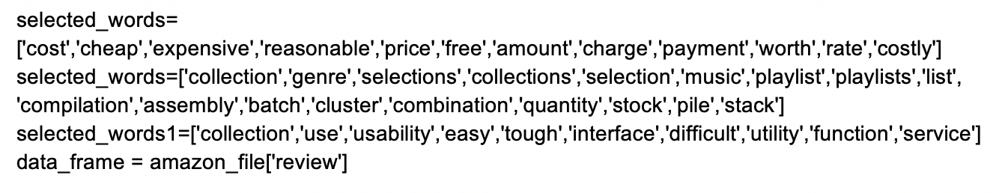 selected_words=
['cost','cheap','expensive','reasonable','price','free','amount','charge','payment','worth','rate','costly']
selected_words=['collection','genre','selections','collections','selection','music','playlist','playlists','list',
'compilation','assembly','batch','cluster','combination','quantity','stock','pile','stack']
selected_words1=['collection','use','usability','easy','tough','interface','difficult','utility','function','service']
data_frame = amazon_file['review']